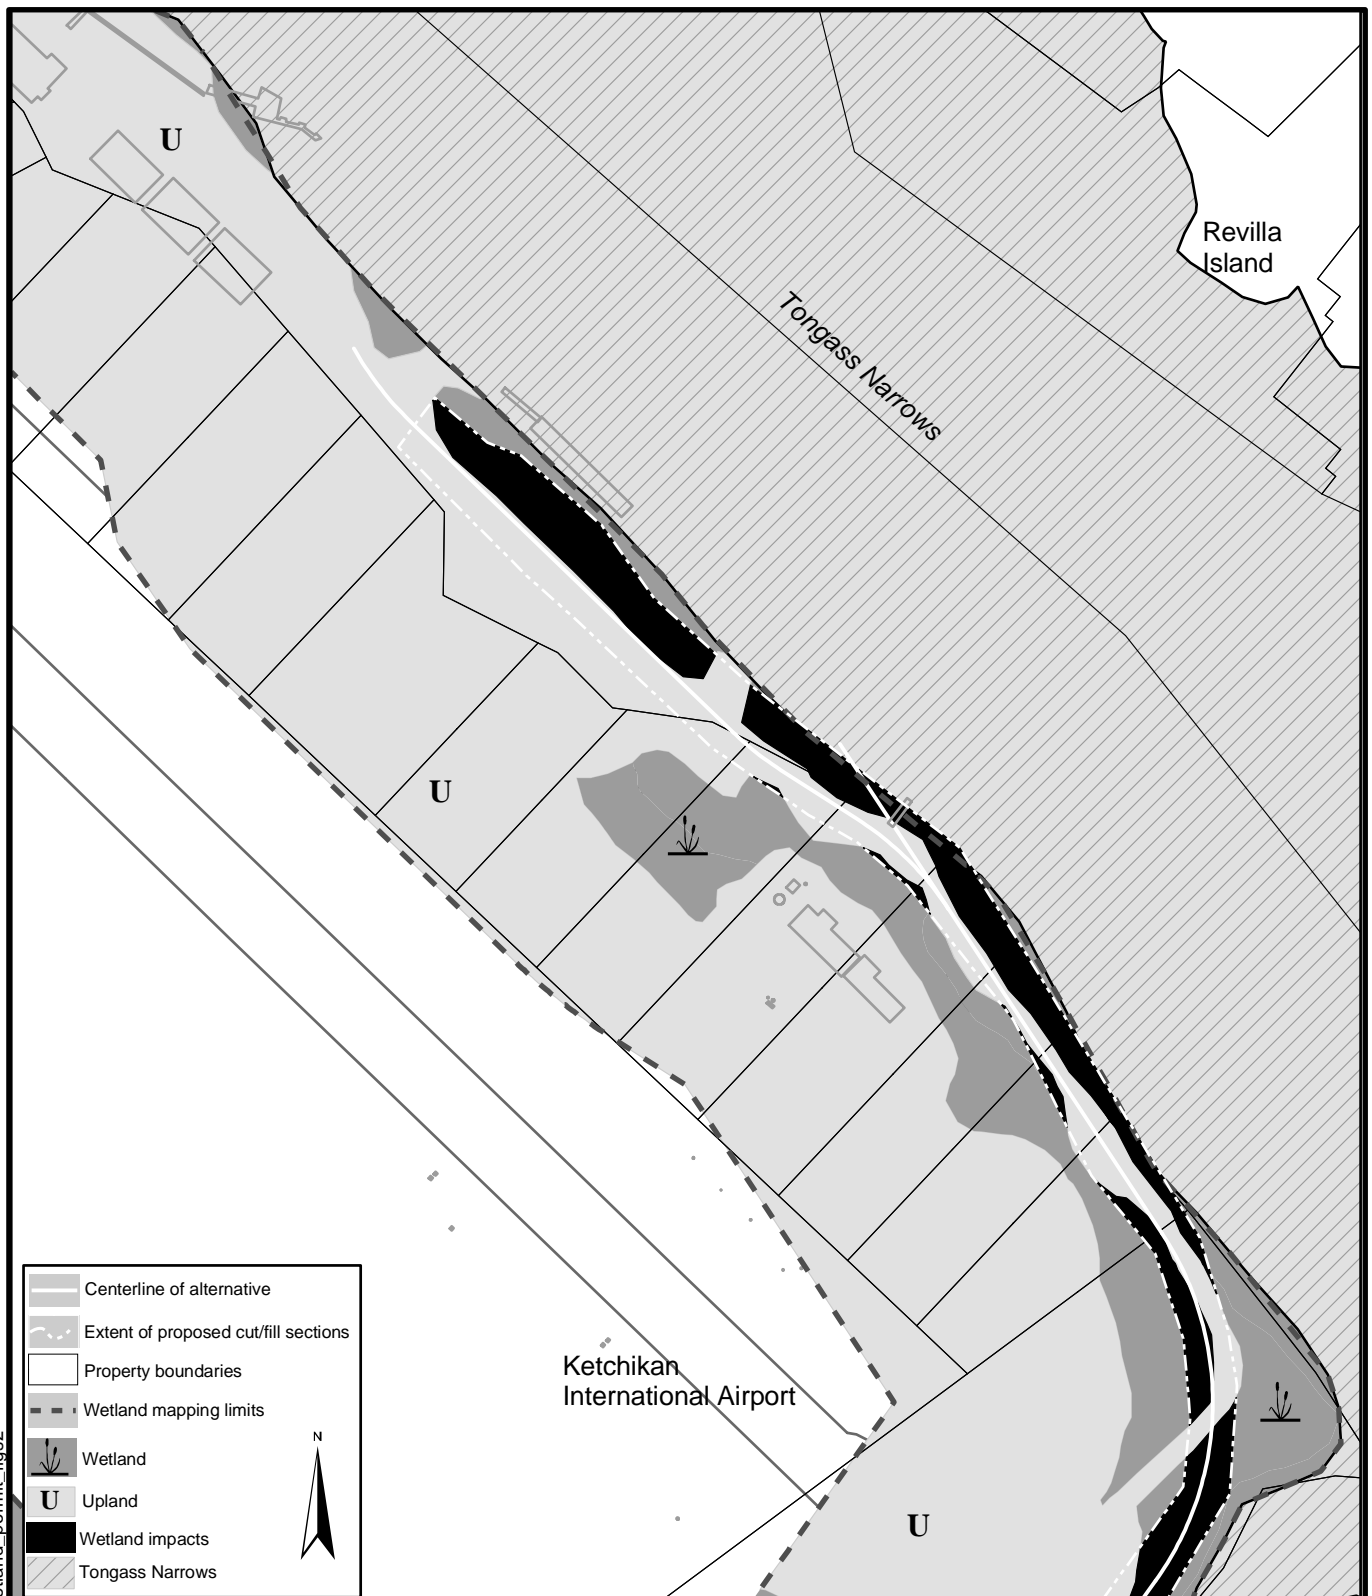 U
Revilla
Island
Tongass Narrows
U
Ketchikan
International Airport
U
Centerline of alternative
Extent of proposed cut/fill sections
Property boundaries
Wetland mapping limits
Wetland
U Upland
Wetland impacts
Tongass Narrows
N